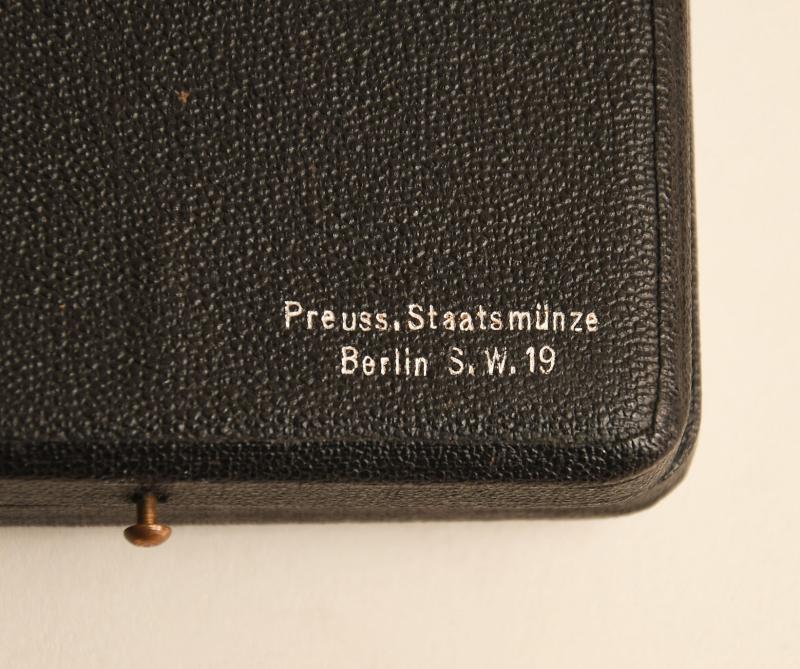 Preuss. Staatsmünze
Berlin S. W. 19